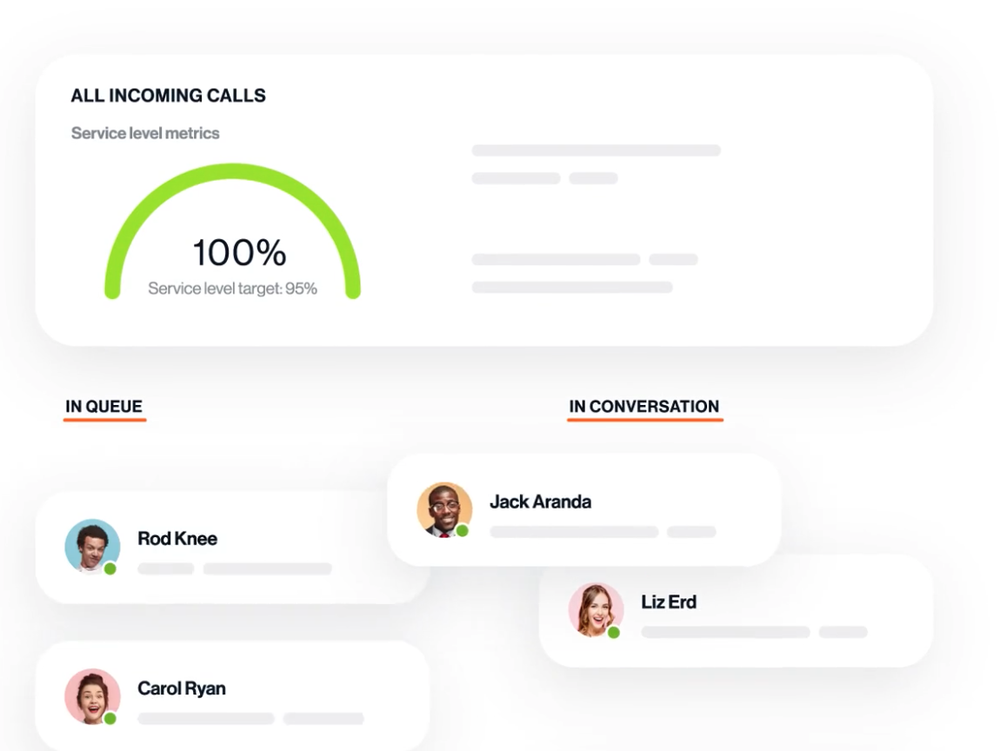 ALL INCOMING CALLS
Service level metrics
100%
Service level target: 95%
IN QUEUE
IN CONVERSATION
Jack Aranda
Rod Knee
Liz Erd
Carol Ryan